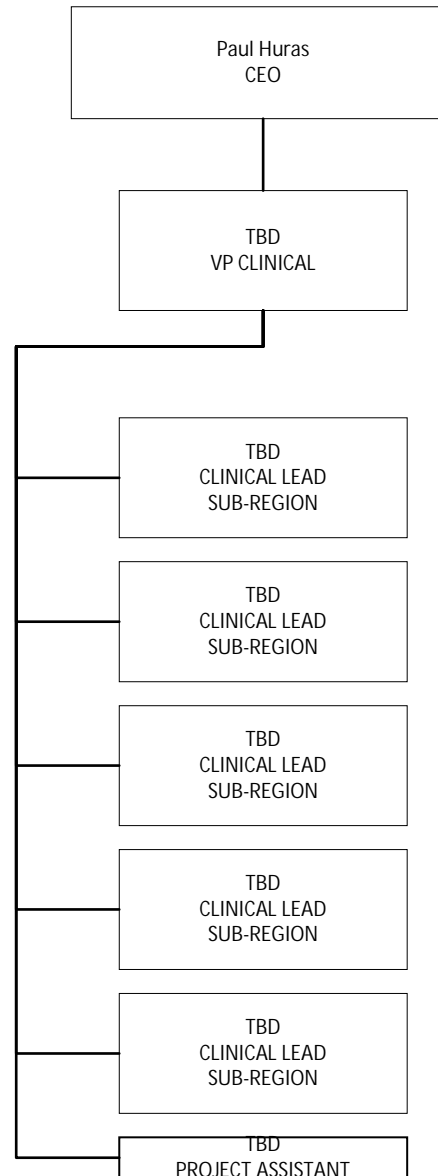 Paul Huras
CEO
TBD
VP CLINICAL
TBD
CLINICAL LEAD
SUB-REGION
TBD
CLINICAL LEAD
SUB-REGION
TBD
CLINICAL LEAD
SUB-REGION
TBD
CLINICAL LEAD
SUB-REGION
TBD
CLINICAL LEAD
SUB-REGION
TBD
PROJECT ASSISTANT